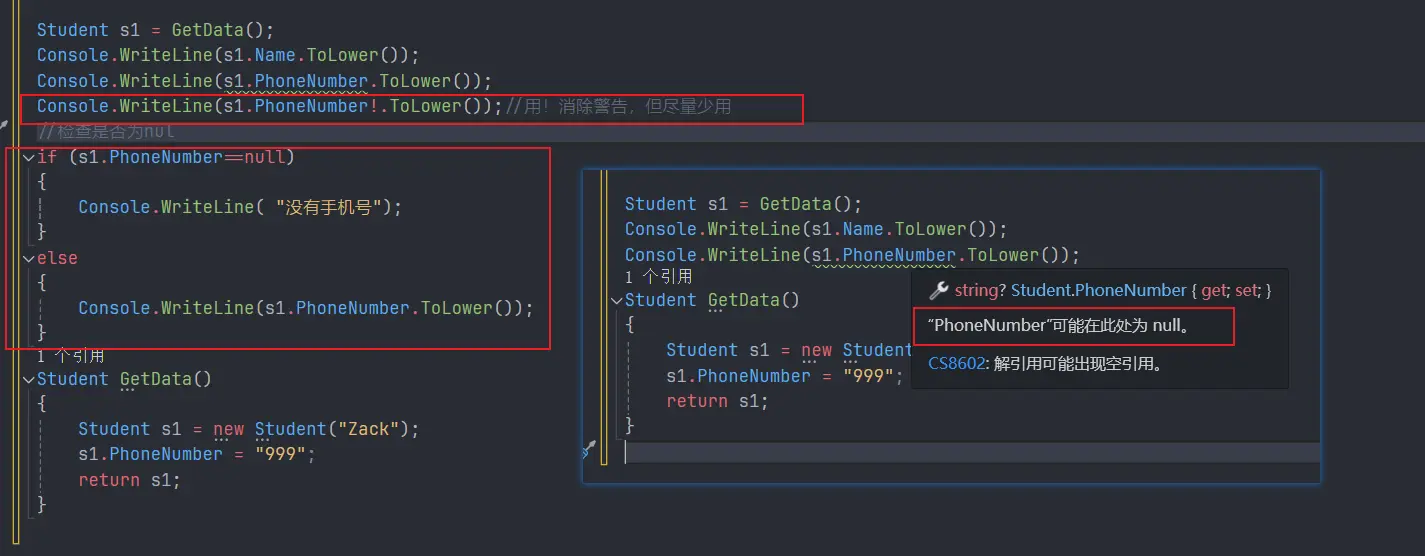 Student s1 = GetData();
Console.WriteLine(s1.Name.ToLower());
Console.WriteLine(s1.PhoneNumber.ToLower());
Console.WriteLine(s1.PhoneNumber!.ToLower());//用！消除警告，但尽量少用
//检查是否为nul
if (s1.PhoneNumber==null)
{
Console.WriteLine( "没有手机号");
}
else
{
Console.WriteLine(s1.PhoneNumber.ToLower());
}
1 个引用
Student GetData()
{
Student s1 = new Student("Zack");
s1.PhoneNumber = "999";
return s1;
}
Student s1 = GetData();
Console.WriteLine(s1.Name.ToLower());
Console.WriteLine(s1.PhoneNumber.ToLower());
1 个引用
Student GetData()
{
Student s1 = new Student
s1.PhoneNumber = "999";
return s1;
}
string? Student.PhoneNumber { get; set; }
“PhoneNumber”可能在此处为 null。
CS8602: 解引用可能出现空引用。